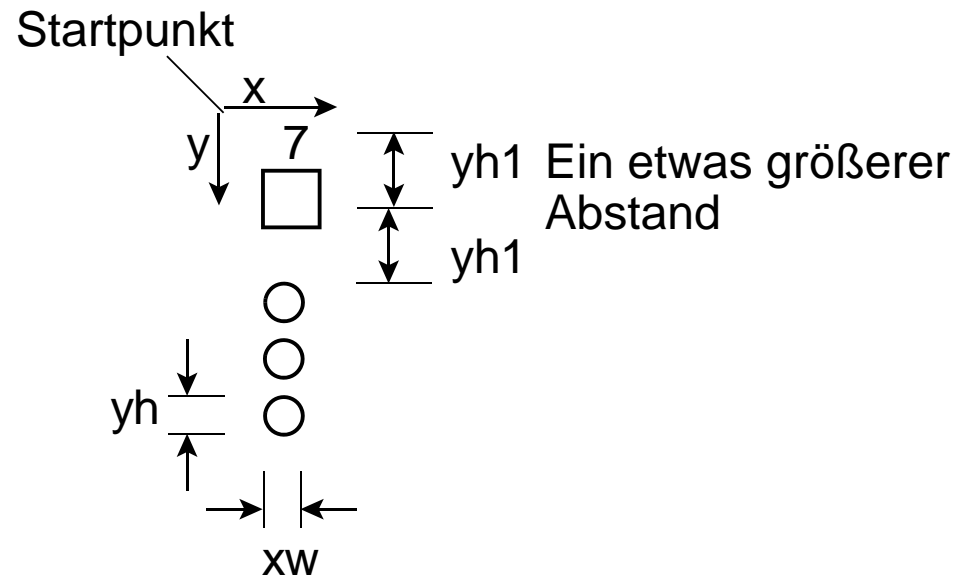 Startpunkt
x
y
7
yh1 Ein etwas größerer
Abstand
yh1
yh
xw